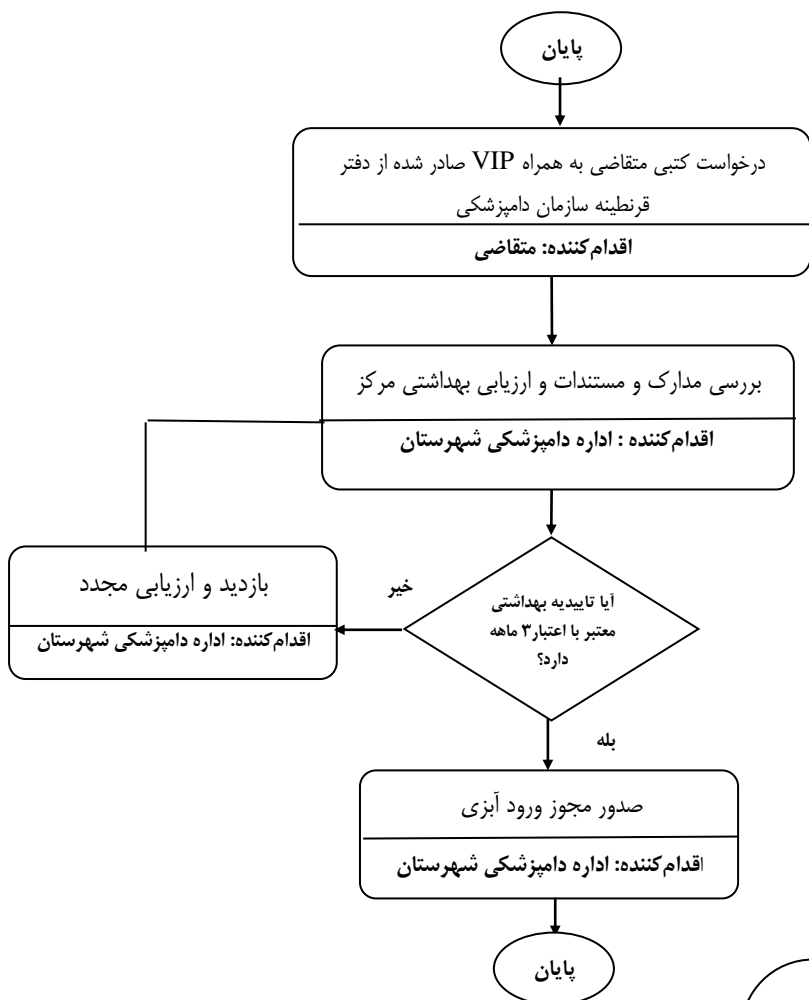 پایان
درخواست کتبی متقاضی به همراه VIP صادر شده از دفتر
قرنطینه سازمان دامپزشکی
اقدام‌کننده: متقاضی
بررسی مدارک و مستندات و ارزیابی بهداشتی مرکز
اقدام‌کننده : اداره دامپزشکی شهرستان
آیا تاییدیه بهداشتی
معتبر با اعتبار۳ ماهه
دارد؟
خیر
بازدید و ارزیابی مجدد
اقدام‌کننده: اداره دامپزشکی شهرستان
بله
صدور مجوز ورود آبزی
اقدام‌کننده: اداره دامپزشکی شهرستان
پایان